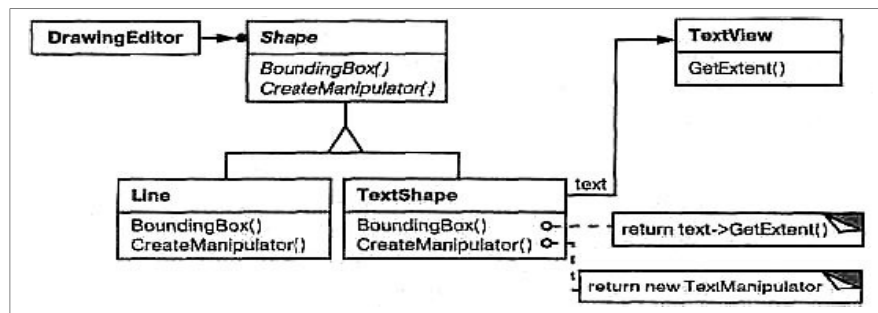 DrawingEditor
Shape
BoundingBox()
CreateManipulator()
TextView
GetExtent()
Line
BoundingBox()
CreateManipulator()
TextShape
BoundingBox()
CreateManipulator()
text
return text->GetExtent()
return new TextManipulator